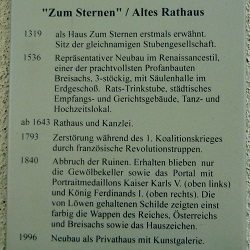 "Zum Sternen" / Altes Rathaus
1319 als Haus Zum Sternen erstmals erwähnt.
Sitz der gleichnamigen Stubengesellschaft.
1536 Repräsentativer Neubau im Renaissancestil,
einer der prachtvollsten Profanbauten
Breisachs, 3-stöckig, mit Säulenhalle im
Erdgeschoß. Rats-Trinkstube, städtisches
Empfangs- und Gerichtsgebäude, Tanz- und
Hochzeitslokal.
ab 1643 Rathaus und Kanzlei.
1793 Zerstörung während des 1. Koalitionskrieges
durch französische Revolutionstruppen.
1840 Abbruch der Ruinen. Erhalten blieben nur
die Gewölbekeller sowie das Portal mit
Portraitmedaillons Kaiser Karls V. (oben links)
und König Ferdinands I. (oben rechts). Die
von Löwen gehaltenen Schilde zeigten einst
farbig die Wappen des Reiches, Österreichs
und Breisachs sowie das Hauszeichen.
1996 Neubau als Privathaus mit Kunstgalerie.